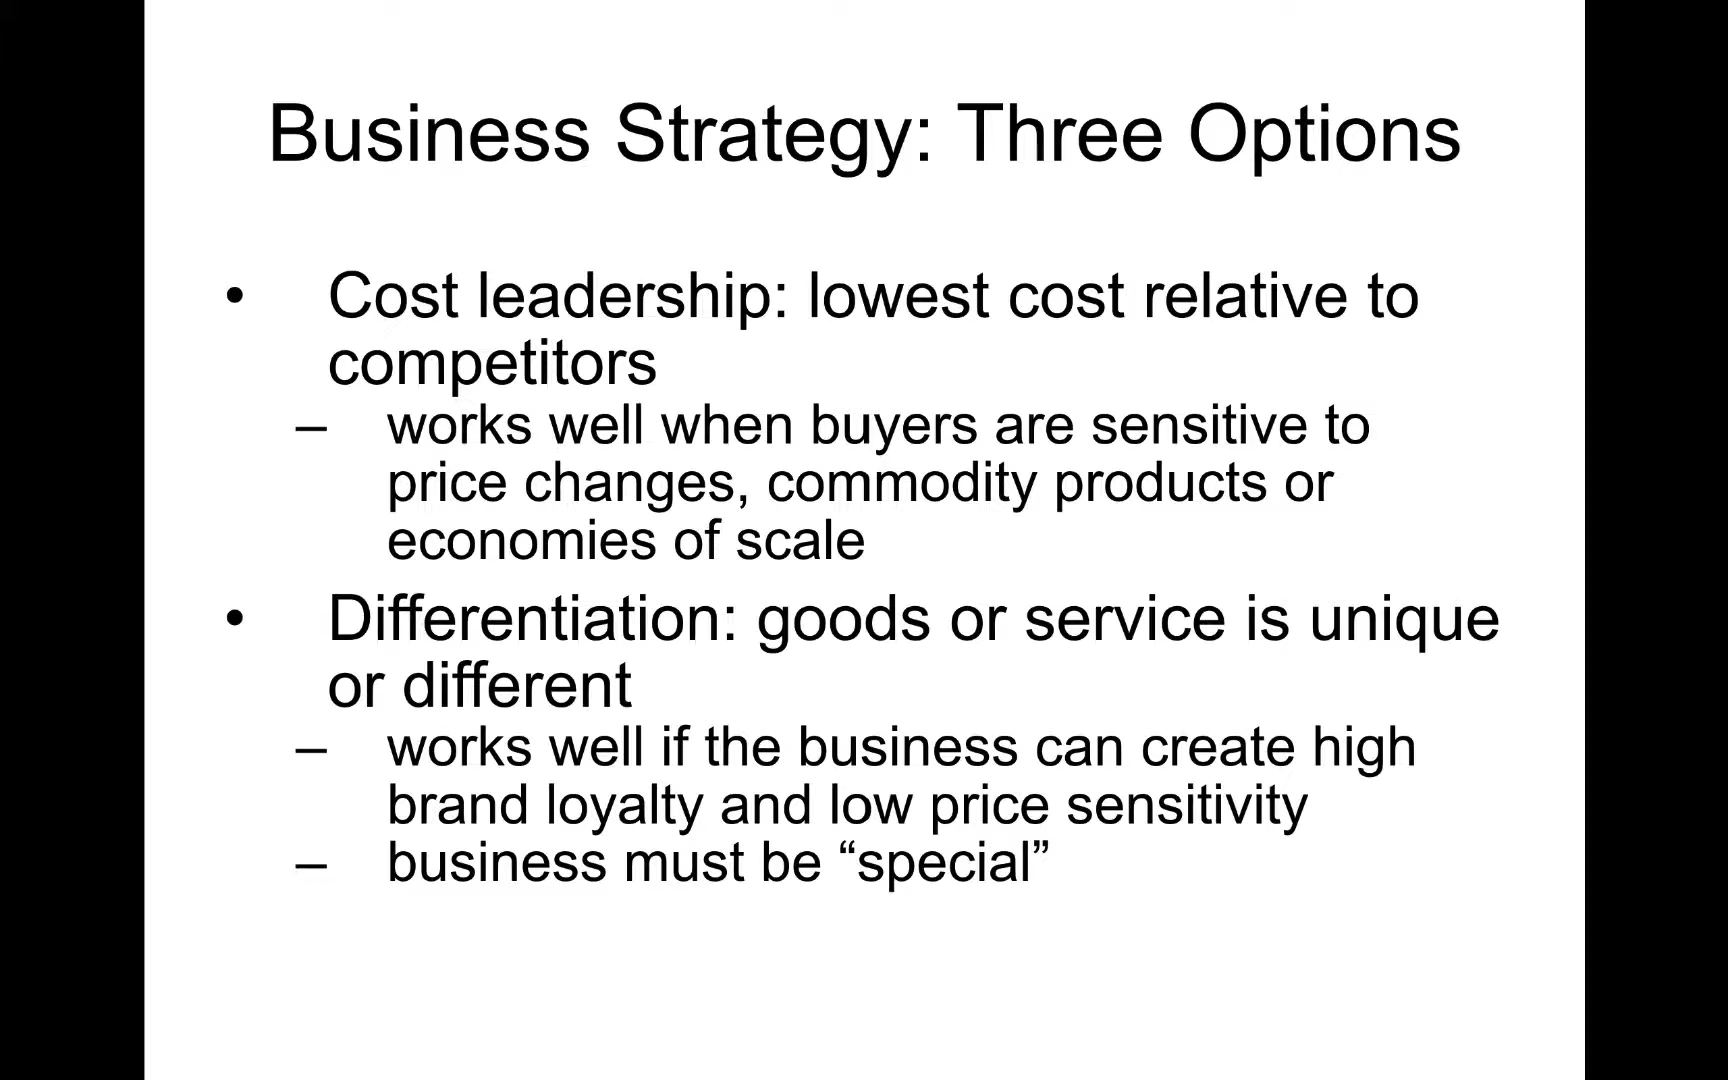 Business Strategy: Three Options
• Cost leadership: lowest cost relative to
competitors
– works well when buyers are sensitive to
price changes, commodity products or
economies of scale
• Differentiation: goods or service is unique
or different
– works well if the business can create high
brand loyalty and low price sensitivity
– business must be “special”